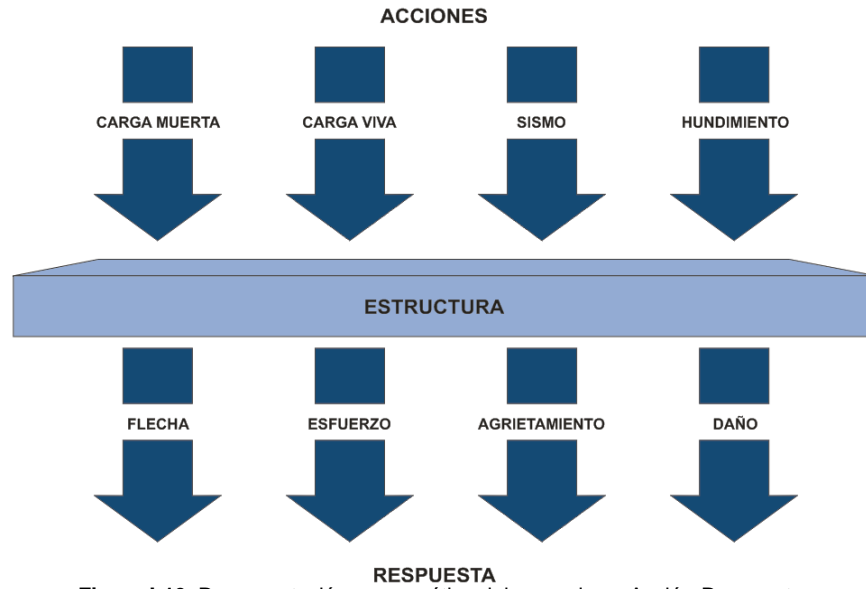 ACCIONES
CARGA MUERTA CARGA VIVA SISMO HUNDIMIENTO
ESTRUCTURA
FLECHA ESFUERZO AGRIETAMIENTO DAÑO
RESPUESTA